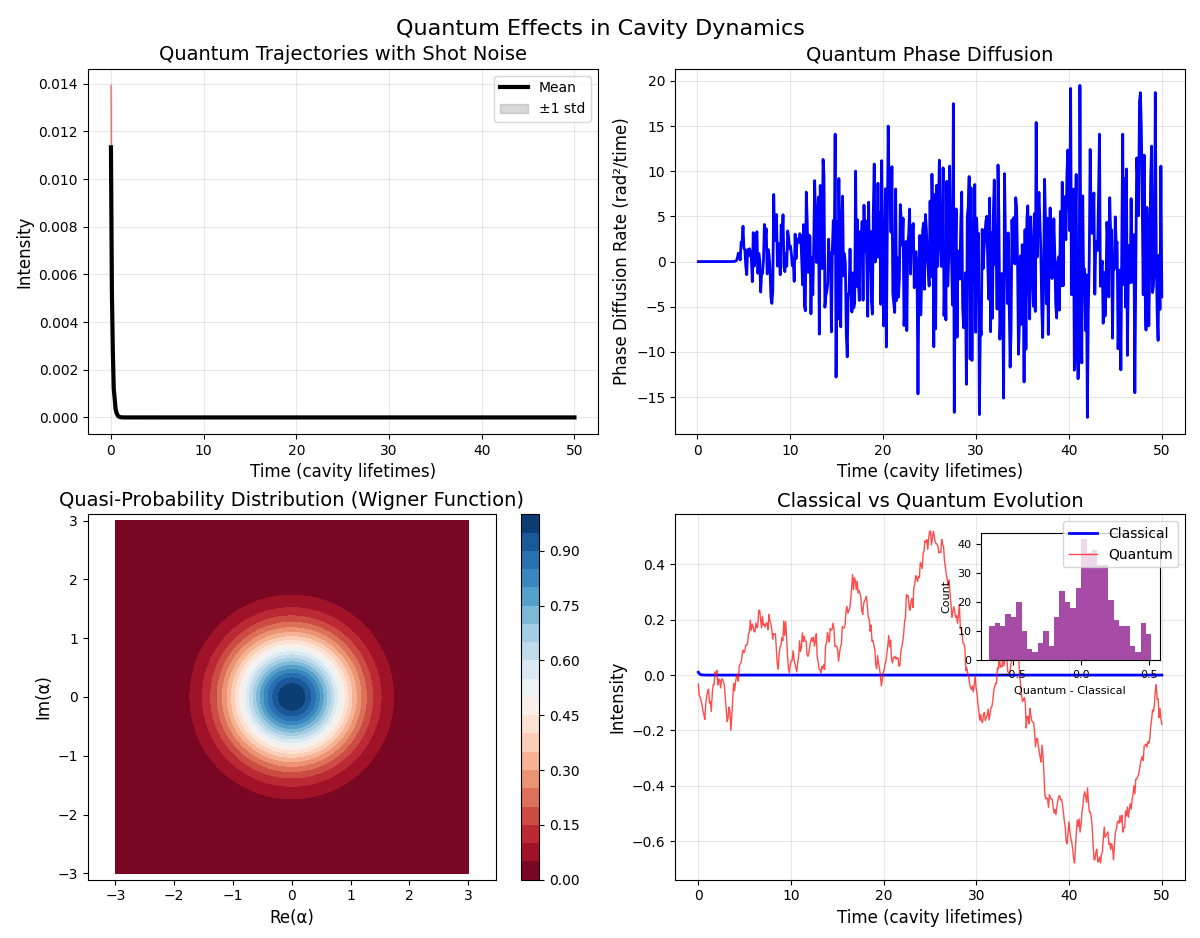 Quantum Effects in Cavity Dynamics
Quantum Trajectories with Shot Noise
0.014
0.012
0.010
0.008
0.006
0.004
0.002
0.000
Intensity
Mean
±1 std
0 10 20 30 40 50
Time (cavity lifetimes)
Quantum Phase Diffusion
20
15
10
5
0
−5
−10
−15
Phase Diffusion Rate (rad²/time)
0 10 20 30 40 50
Time (cavity lifetimes)
Quasi-Probability Distribution (Wigner Function)
3
2
1
0
−1
−2
−3
Im(α)
−3 −2 −1 0 1 2 3
Re(α)
0.90
0.75
0.60
0.45
0.30
0.15
0.00
Classical vs Quantum Evolution
0.4
0.2
0.0
−0.2
−0.4
−0.6
Intensity
Classical
Quantum
40
30
20
10
0
Count
−0.5 0.0 0.5
Quantum - Classical
0 10 20 30 40 50
Time (cavity lifetimes)